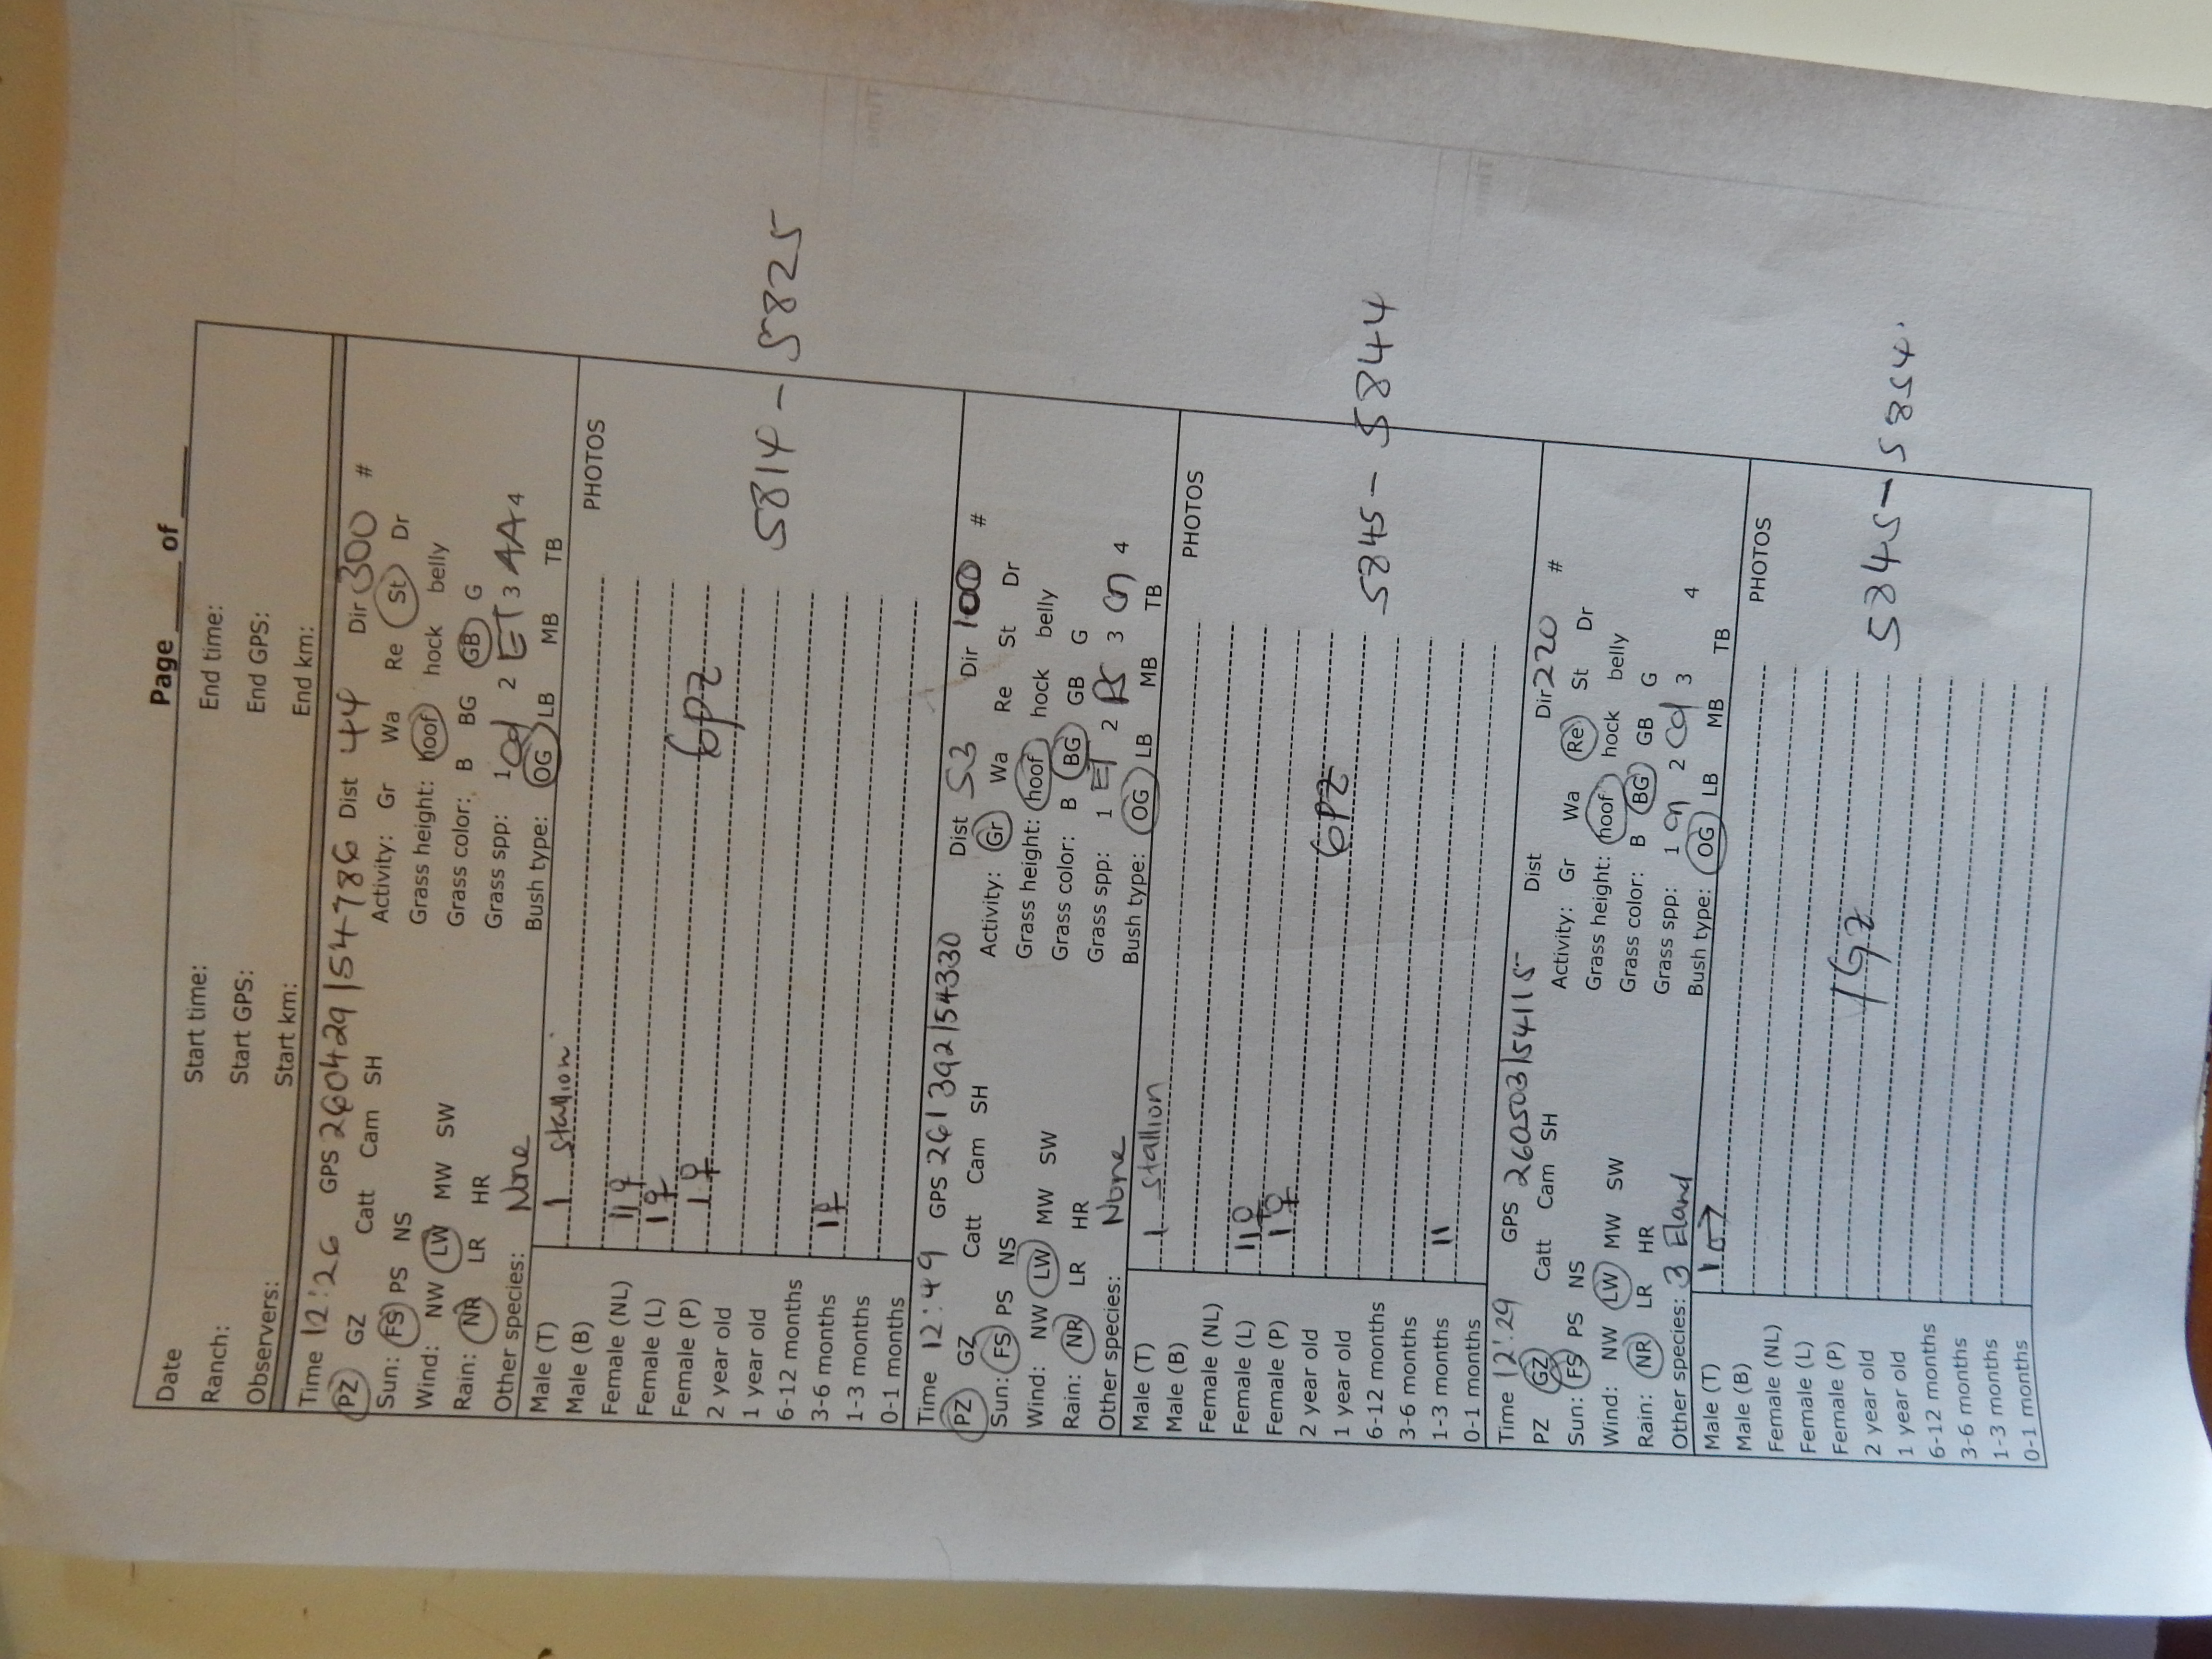 Page _____ of _____
Date Start time: End time:
Ranch: Start GPS: End GPS:
Observers: Start km: End km:
Time 12:26 GPS 260429/54786 Dist 44 Dir 300 #
PZ GZ Catt Cam SH Activity: Gr Wa Re St Dr
Sun: FS PS NS Grass height: hoof hock belly
Wind: NW LW MW SW Grass color: B BG GB G
Rain: NR LR HR Grass spp: 1 Cd 2 ET 3 AA 4
Other species: None Bush type: OG LB MB TB
Male (T) 1 stallion PHOTOS
Male (B)
Female (NL) 11♀
Female (L) 1♀
Female (P) 1♀ 6PZ
2 year old
1 year old 5814 - 5825
6-12 months
3-6 months 1♀
1-3 months
0-1 months
Time 12:49 GPS 261392/54330 Dist 53 Dir 100 #
PZ GZ Catt Cam SH Activity: Gr Wa Re St Dr
Sun: FS PS NS Grass height: hoof hock belly
Wind: NW LW MW SW Grass color: B BG GB G
Rain: NR LR HR Grass spp: 1 ET 2 PS 3 4
Other species: None Bush type: OG LB MB TB
Male (T) 1 stallion PHOTOS
Male (B)
Female (NL)
Female (L) 11♀
Female (P) 1♀
2 year old
1 year old 6PZ
6-12 months 5845 - 5844
3-6 months
1-3 months 11
0-1 months
Time 12:29 GPS 260503/54115 Dist Dir 220 #
PZ GZ Catt Cam SH Activity: Gr Wa Re St Dr
Sun: FS PS NS Grass height: hoof hock belly
Wind: NW LW MW SW Grass color: B BG GB G
Rain: NR LR HR Grass spp: 1 2 Cd 3 4
Other species: 3 Eland Bush type: OG LB MB TB
Male (T) 1♂ PHOTOS
Male (B)
Female (NL)
Female (L)
Female (P) 1GZ
2 year old 5845 - 5854.
1 year old
6-12 months
3-6 months
1-3 months
0-1 months